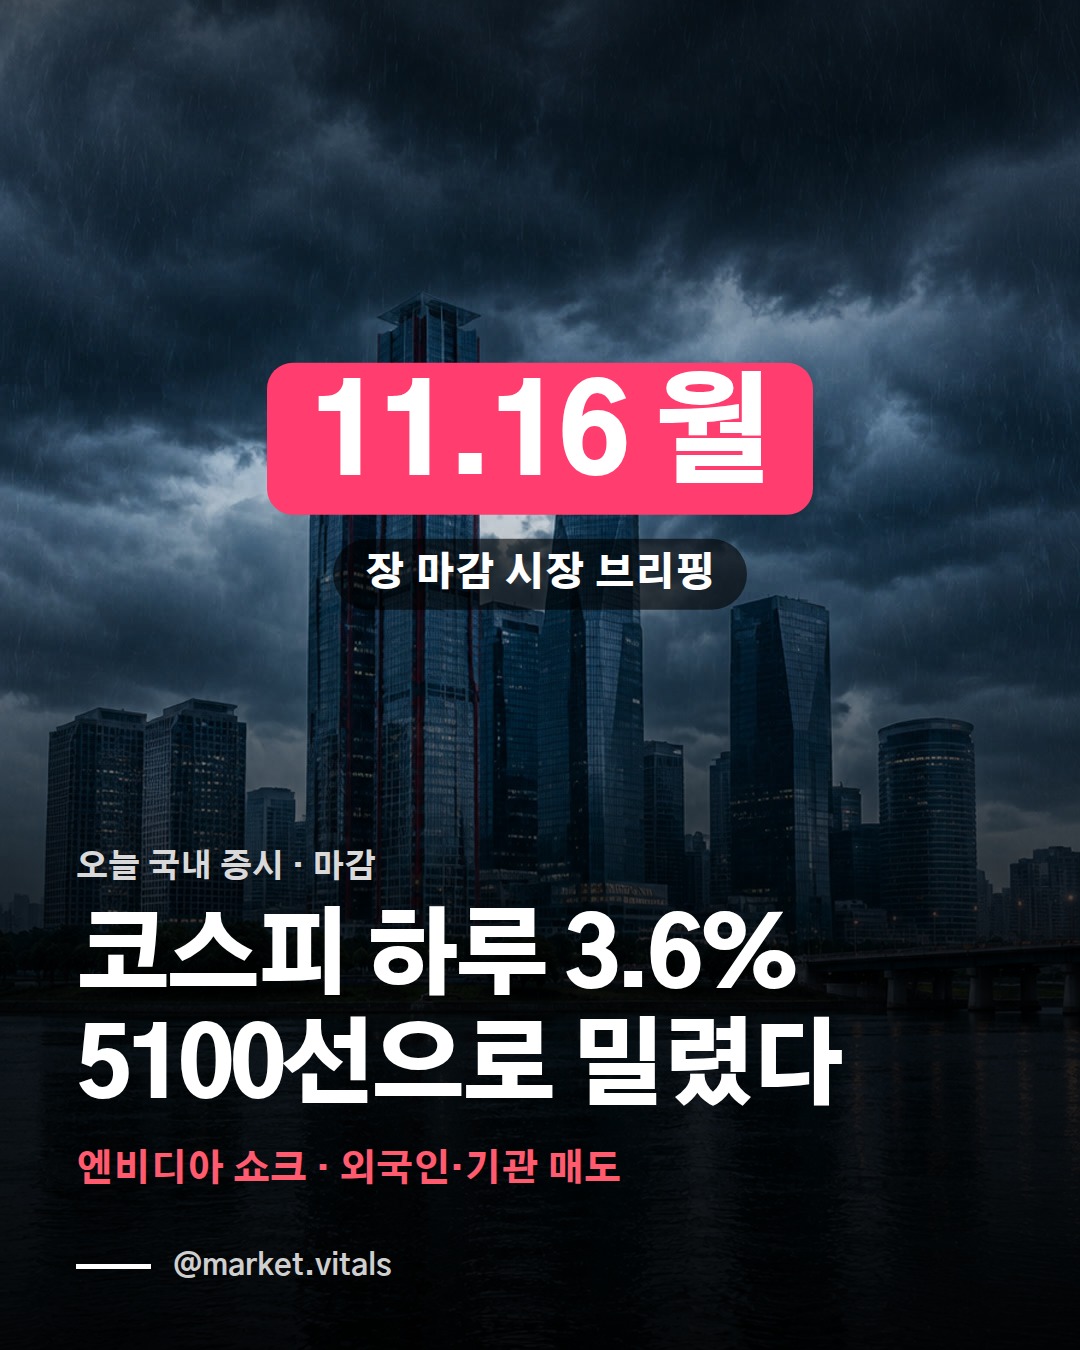 11.16 월
장 마감 시장 브리핑
오늘 국내 증시 · 마감
코스피 하루 3.6%
5100선으로 밀렸다
엔비디아 쇼크 · 외국인·기관 매도
@market.vitals